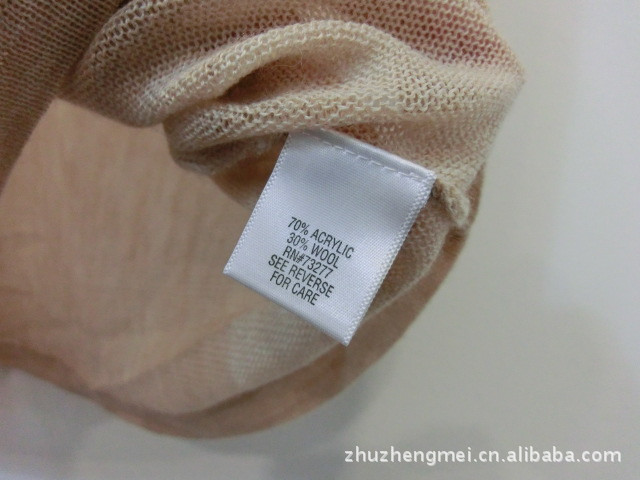 70% ACRYLIC
30% WOOL
RN#73277
SEE REVERSE
FOR CARE
zhuzhengmei.cn.alibaba.com